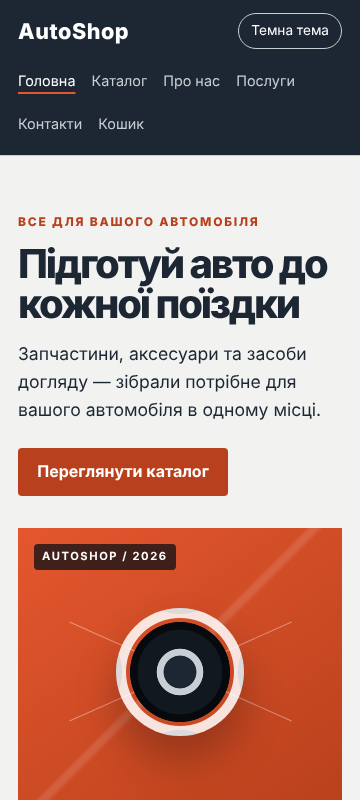 AutoShop
Темна тема
Головна Каталог Про нас Послуги
Контакти Кошик
ВСЕ ДЛЯ ВАШОГО АВТОМОБІЛЯ
Підготуй авто до
кожної поїздки
Запчастини, аксесуари та засоби
догляду — зібрали потрібне для
вашого автомобіля в одному місці.
Переглянути каталог
AUTOSHOP / 2026